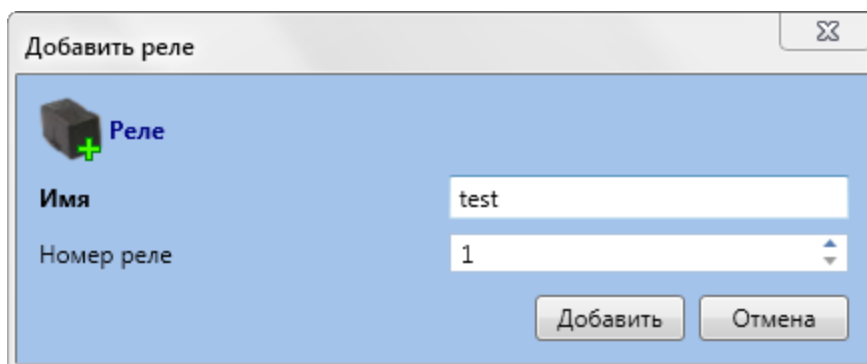 Добавить реле
Реле
Имя
test
Номер реле
1
Добавить
Отмена